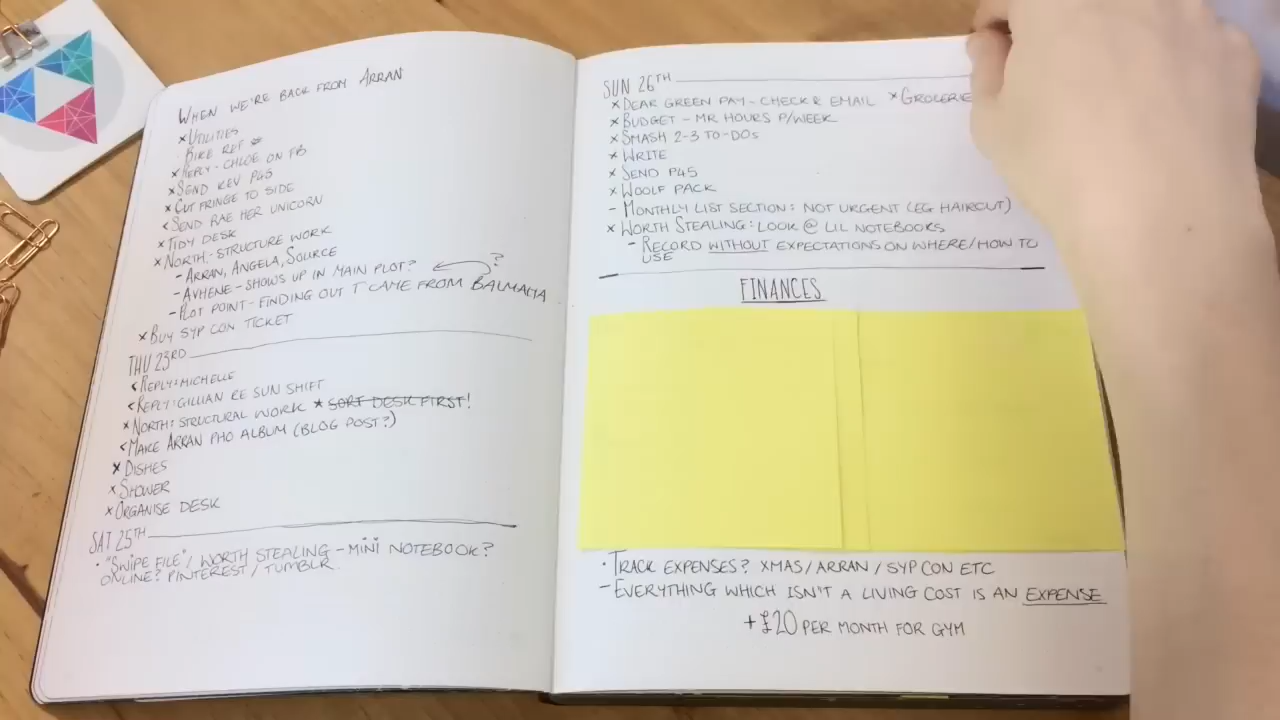 WHEN WE'RE BACK FROM ARRAN
× UTILITIES
· BIKE REF
× REPLY - CHLOE ON FB
× SEND KEV P45
× CUT FRINGE TO SIDE
< SEND RAE HER UNICORN
× TIDY DESK
× NORTH - STRUCTURE WORK
- ARRAN, ANGELA, SOURCE
- AVHENE - SHOWS UP IN MAIN PLOT? ?
- PLOT POINT - FINDING OUT T CAME FROM BALMACIA
× BUY SYP CON TICKET
THU 23RD
< REPLY: MICHELLE
< REPLY: GILLIAN RE SUN SHIFT
× NORTH: STRUCTURAL WORK * SORT DESK FIRST!
< MAKE ARRAN PHO ALBUM (BLOG POST?)
× DISHES
× SHOWER
× ORGANISE DESK
SAT 25TH
· "SWIPE FILE" / WORTH STEALING - MINI NOTEBOOK?
ONLINE? PINTEREST / TUMBLR
SUN 26TH
× DEAR GREEN PAY - CHECK & EMAIL × GROCERIE
× BUDGET - MR HOURS P/WEEK
× SMASH 2-3 TO-DOs
× WRITE
× SEND P45
× WOOLF PACK
- MONTHLY LIST SECTION: NOT URGENT (EG HAIRCUT)
× WORTH STEALING: LOOK @ LIL NOTEBOOKS
- RECORD WITHOUT EXPECTATIONS ON WHERE/HOW TO
USE
FINANCES
· TRACK EXPENSES? XMAS / ARRAN / SYP CON ETC
- EVERYTHING WHICH ISN'T A LIVING COST IS AN EXPENSE
+ £20 PER MONTH FOR GYM